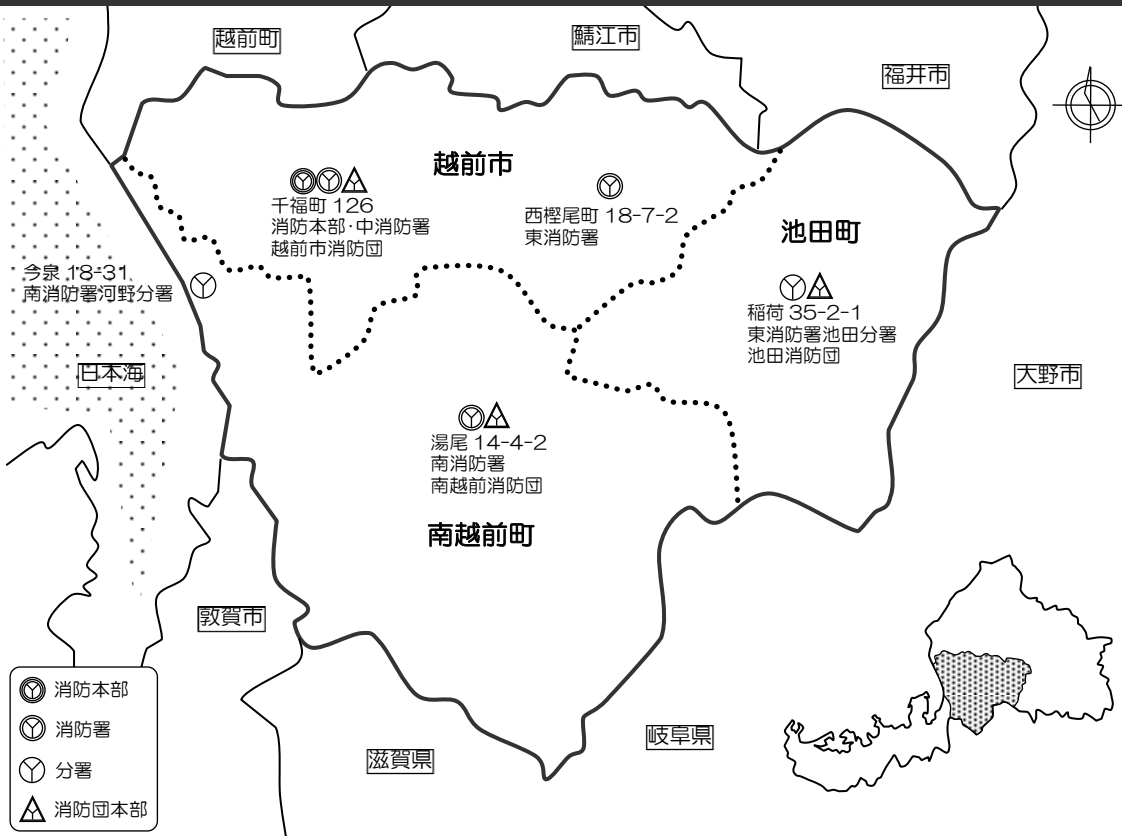 越前町
鯖江市
福井市
越前市
千福町 126
消防本部・中消防署
越前市消防団
西樫尾町 18-7-2
東消防署
池田町
今泉 18-31
南消防署河野分署
稲荷 35-2-1
東消防署池田分署
池田消防団
日本海
大野市
湯尾 14-4-2
南消防署
南越前消防団
南越前町
敦賀市
滋賀県
岐阜県
消防本部
消防署
分署
消防団本部